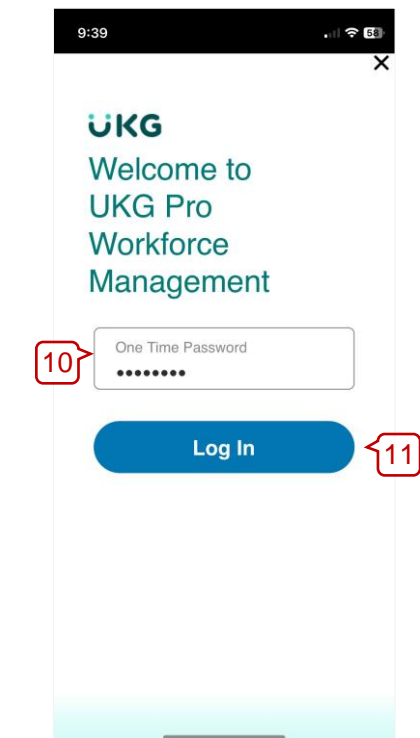 9:39
58
UKG
Welcome to
UKG Pro
Workforce
Management
10
One Time Password
••••••••
Log In
11